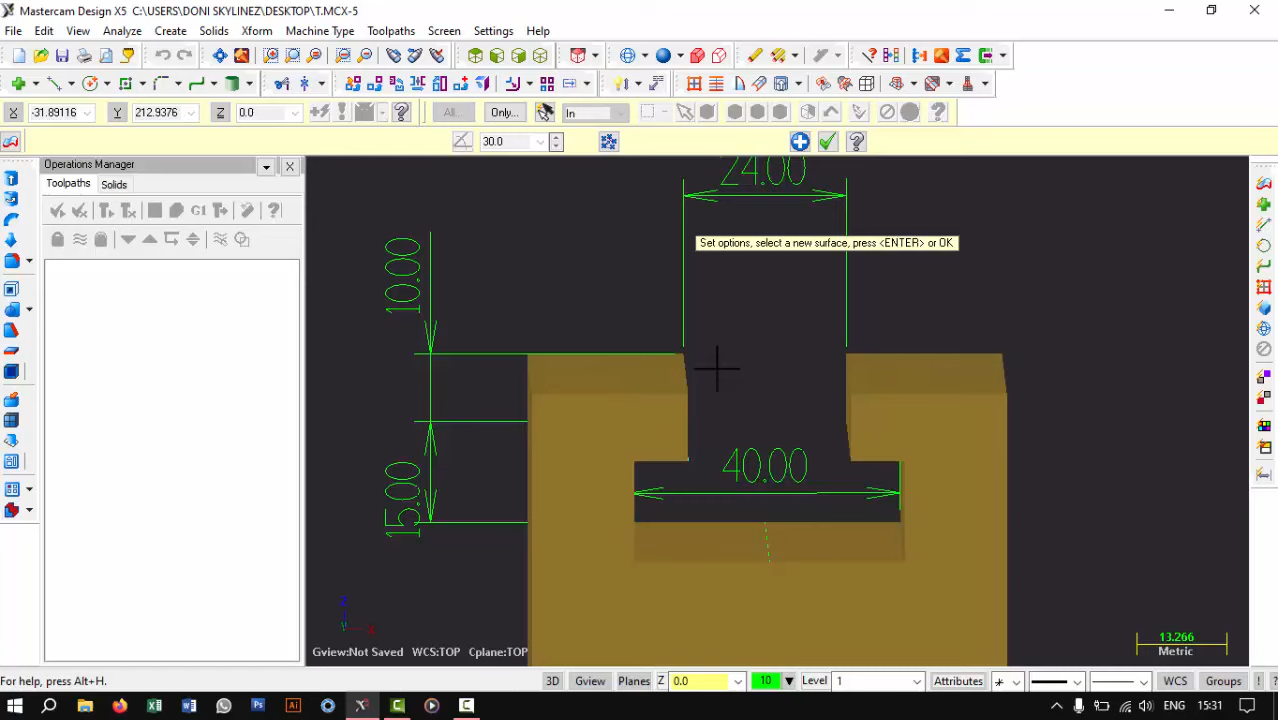 Mastercam Design X5 C:\USERS\DONI SKYLINEZ\DESKTOP\T.MCX-5
File Edit View Analyze Create Solids Xform Machine Type Toolpaths Screen Settings Help
X -31.89116 Y 212.9376 Z 0.0 All... Only... In
30.0
Operations Manager
Toolpaths Solids
G1
24.00
Set options, select a new surface, press <ENTER> or OK
10.00
40.00
15.00
13.266
Metric
Gview:Not Saved WCS:TOP Cplane:TOP
For help, press Alt+H.
3D Gview Planes Z 0.0 10 Level 1 Attributes WCS Groups
ENG 15:31